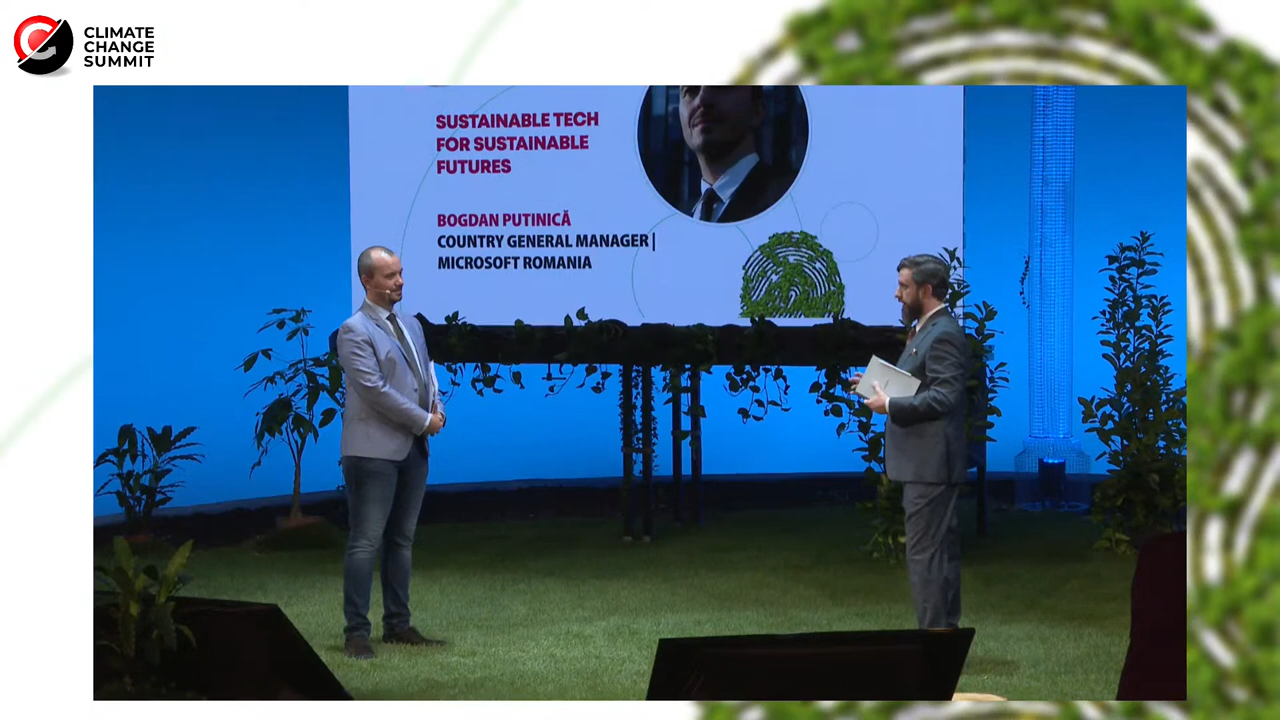 CLIMATE
CHANGE
SUMMIT
SUSTAINABLE TECH
FOR SUSTAINABLE
FUTURES
BOGDAN PUTINICĂ
COUNTRY GENERAL MANAGER |
MICROSOFT ROMANIA